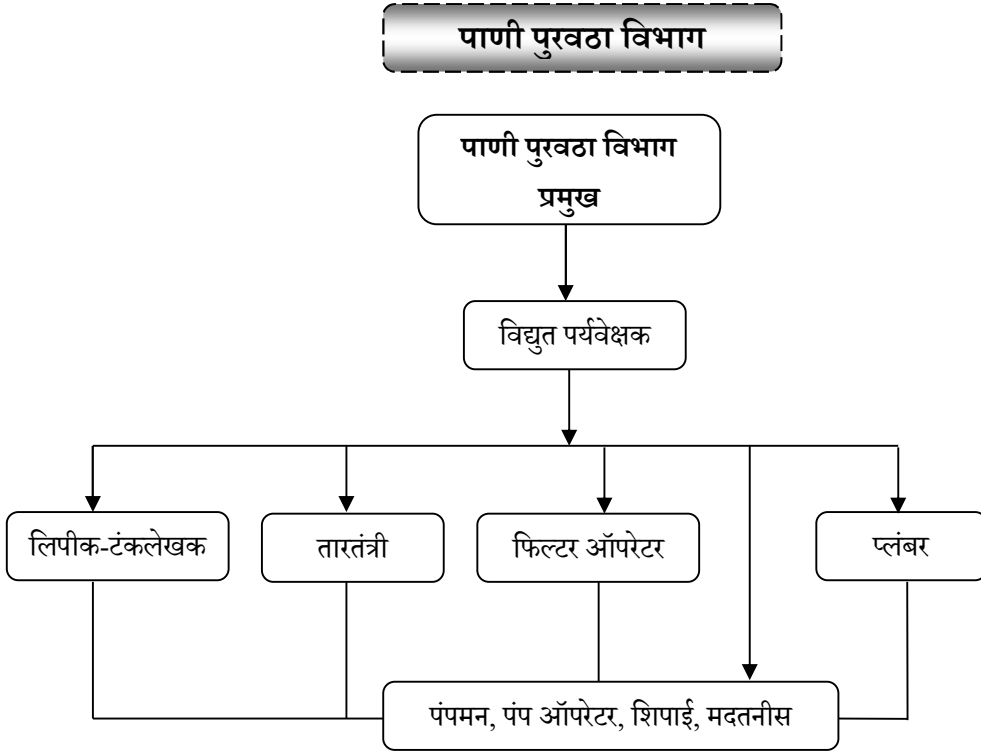 पाणी पुरवठा विभाग
पाणी पुरवठा विभाग
प्रमुख
विद्युत पर्यवेक्षक
लिपीक-टंकलेखक
तारतंत्री
फिल्टर ऑपरेटर
प्लंबर
पंपमन, पंप ऑपरेटर, शिपाई, मदतनीस